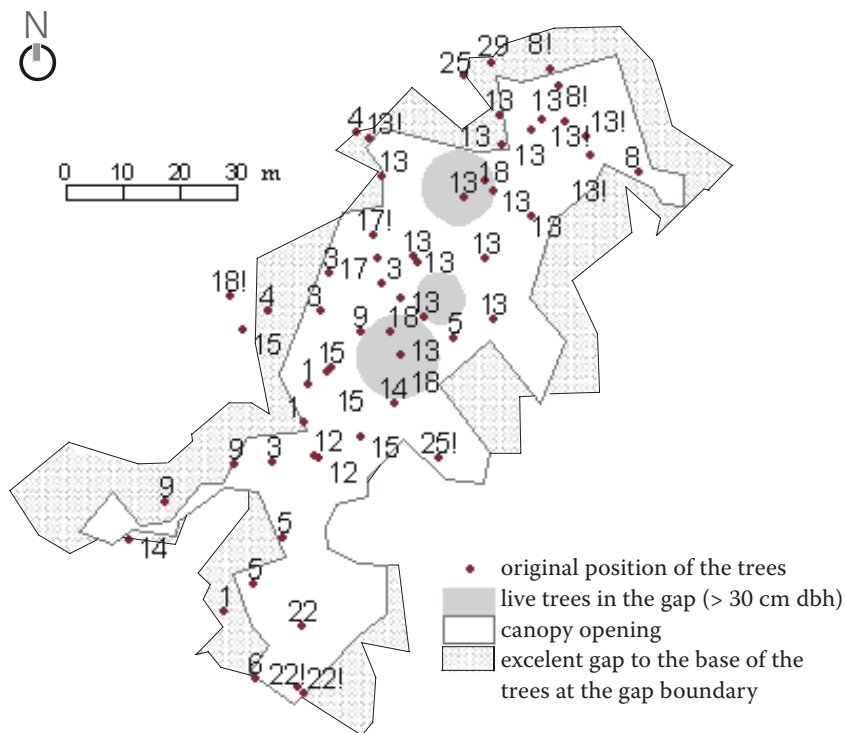 N
29 8!
25
13 13 8!
4 13! 13! 13!
13 13
13 18 8
13 13 13!
17! 13
13 13
3 17 3 13
18! 4
3 13 13
15 9 18 5
15 13
1 14 18
15
1
12 15 25!
9 3 12
9
14 5
5
1 22
6 22! 22!
0 10 20 30 m
original position of the trees
live trees in the gap (> 30 cm dbh)
canopy opening
excelent gap to the base of the
trees at the gap boundary